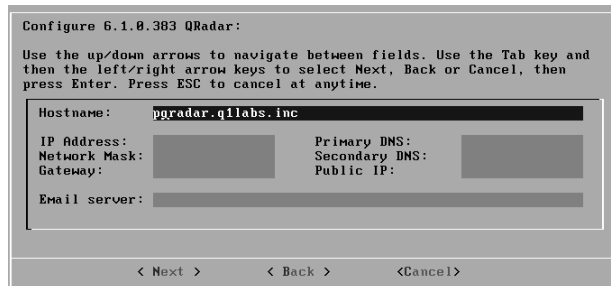 Configure 6.1.0.383 QRadar:
Use the up/down arrows to navigate between fields. Use the Tab key and
then the left/right arrow keys to select Next, Back or Cancel, then
press Enter. Press ESC to cancel at anytime.
Hostname: pqradar.q1labs.inc
IP Address: Primary DNS:
Network Mask: Secondary DNS:
Gateway: Public IP:
Email server:
< Next > < Back > <Cancel>